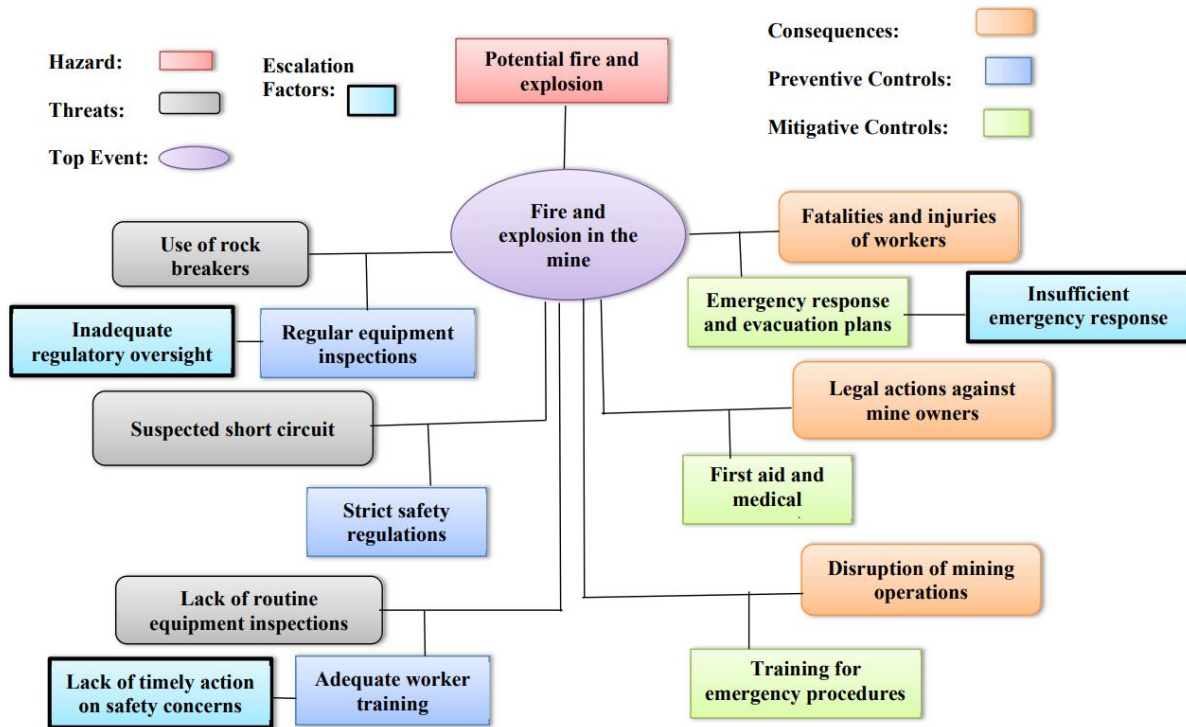 Hazard:
Threats:
Top Event:
Escalation
Factors:
Potential fire and
explosion
Consequences:
Preventive Controls:
Mitigative Controls:
Fire and
explosion in the
mine
Use of rock
breakers
Inadequate
regulatory oversight
Regular equipment
inspections
Suspected short circuit
Strict safety
regulations
Lack of routine
equipment inspections
Lack of timely action
on safety concerns
Adequate worker
training
Fatalities and injuries
of workers
Emergency response
and evacuation plans
Insufficient
emergency response
Legal actions against
mine owners
First aid and
medical
Disruption of mining
operations
Training for
emergency procedures